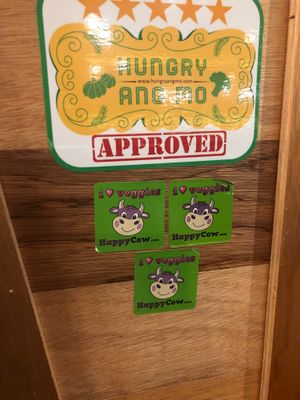 HUNGRY
www.hungryangmo.com
ANG MO
APPROVED
i ♥ veggies
HappyCow.com
i ♥ veggies
HappyCow.com
i ♥ veggies
HappyCow.com